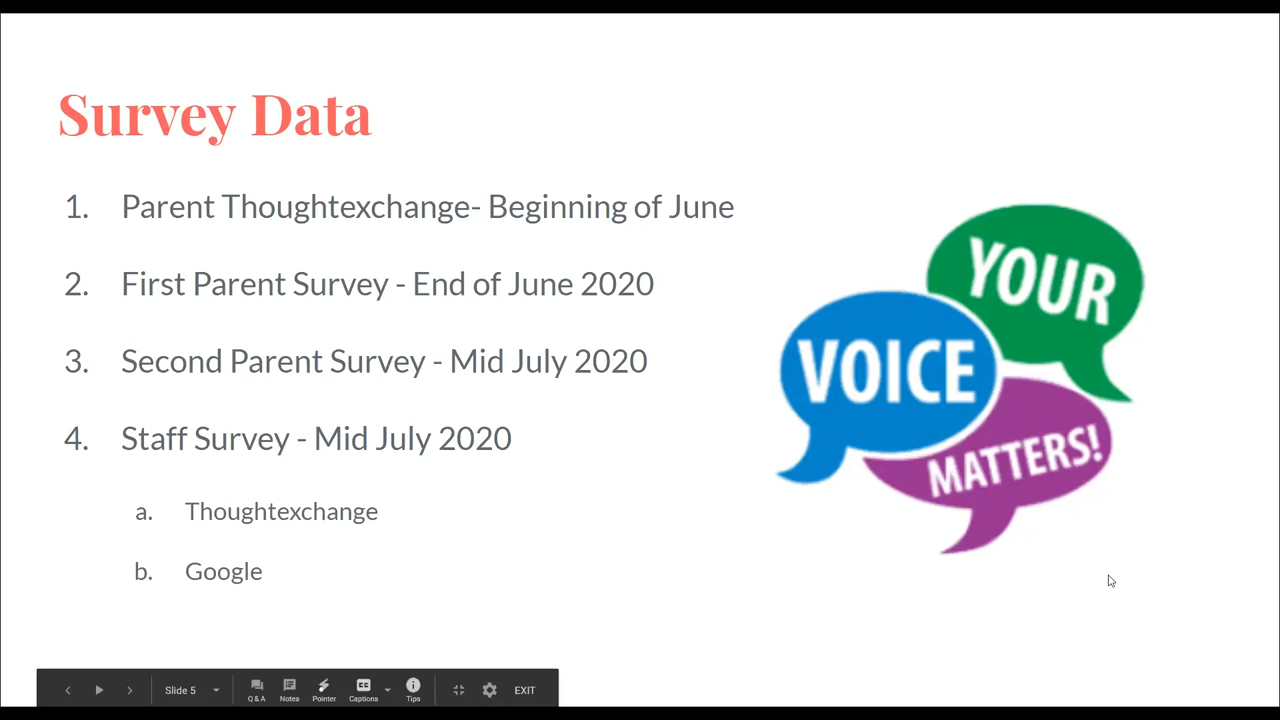 Survey Data
1. Parent Thoughtexchange- Beginning of June
2. First Parent Survey - End of June 2020
3. Second Parent Survey - Mid July 2020
4. Staff Survey - Mid July 2020
a. Thoughtexchange
b. Google
YOUR
VOICE
MATTERS!
Slide 5
Q & A
Notes
Pointer
CC
Captions
Tips
EXIT